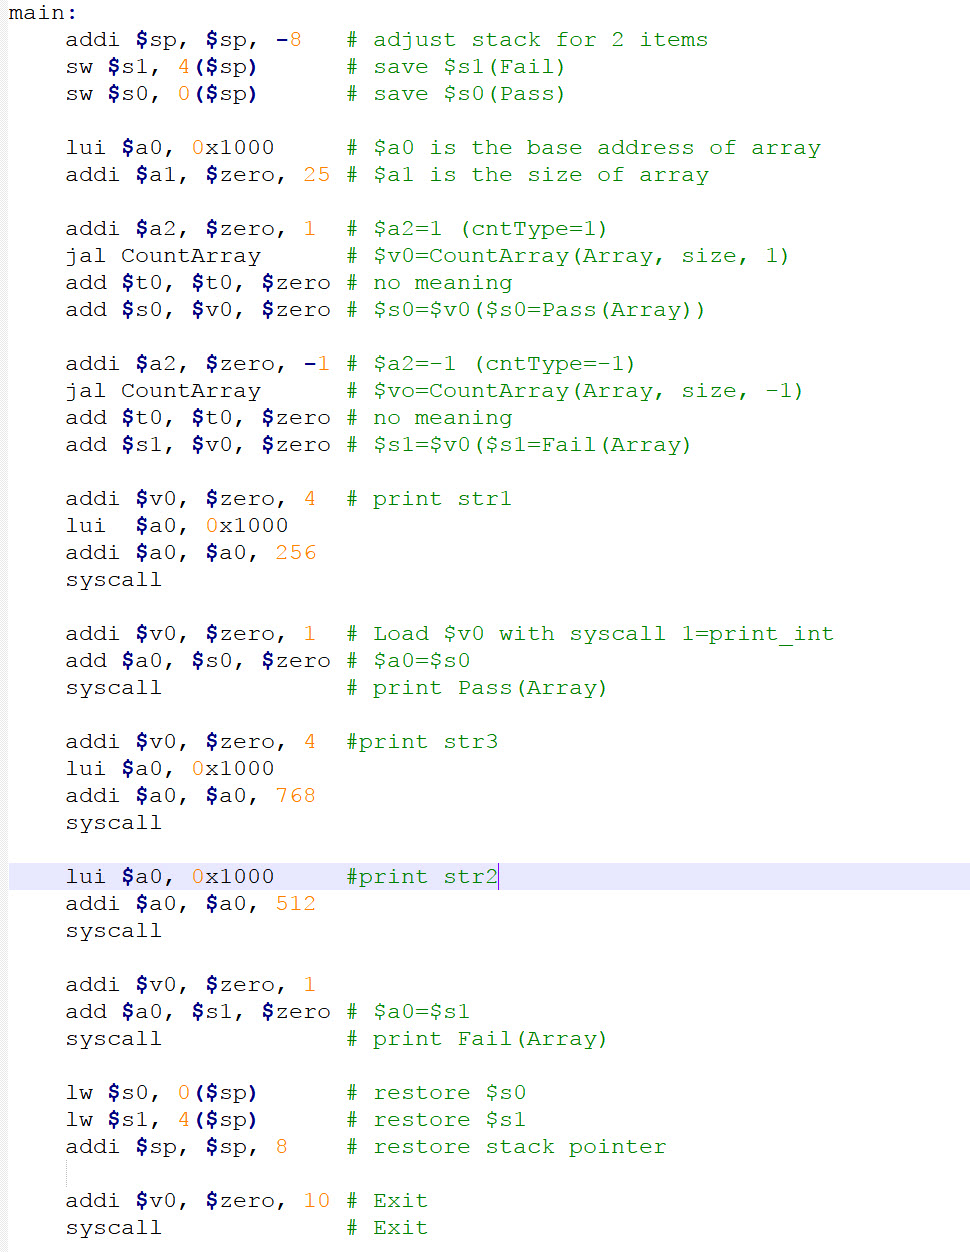 main:
    addi $sp, $sp, -8   # adjust stack for 2 items
    sw $s1, 4($sp)      # save $s1(Fail)
    sw $s0, 0($sp)      # save $s0(Pass)

    lui $a0, 0x1000     # $a0 is the base address of array
    addi $a1, $zero, 25 # $a1 is the size of array

    addi $a2, $zero, 1  # $a2=1 (cntType=1)
    jal CountArray      # $v0=CountArray(Array, size, 1)
    add $t0, $t0, $zero # no meaning
    add $s0, $v0, $zero # $s0=$v0($s0=Pass(Array))

    addi $a2, $zero, -1 # $a2=-1 (cntType=-1)
    jal CountArray      # $vo=CountArray(Array, size, -1)
    add $t0, $t0, $zero # no meaning
    add $s1, $v0, $zero # $s1=$v0($s1=Fail(Array)

    addi $v0, $zero, 4  # print str1
    lui  $a0, 0x1000
    addi $a0, $a0, 256
    syscall

    addi $v0, $zero, 1  # Load $v0 with syscall 1=print_int
    add $a0, $s0, $zero # $a0=$s0
    syscall             # print Pass(Array)

    addi $v0, $zero, 4  #print str3
    lui $a0, 0x1000
    addi $a0, $a0, 768
    syscall

    lui $a0, 0x1000     #print str2
    addi $a0, $a0, 512
    syscall

    addi $v0, $zero, 1
    add $a0, $s1, $zero # $a0=$s1
    syscall             # print Fail(Array)

    lw $s0, 0($sp)      # restore $s0
    lw $s1, 4($sp)      # restore $s1
    addi $sp, $sp, 8    # restore stack pointer

    addi $v0, $zero, 10 # Exit
    syscall             # Exit